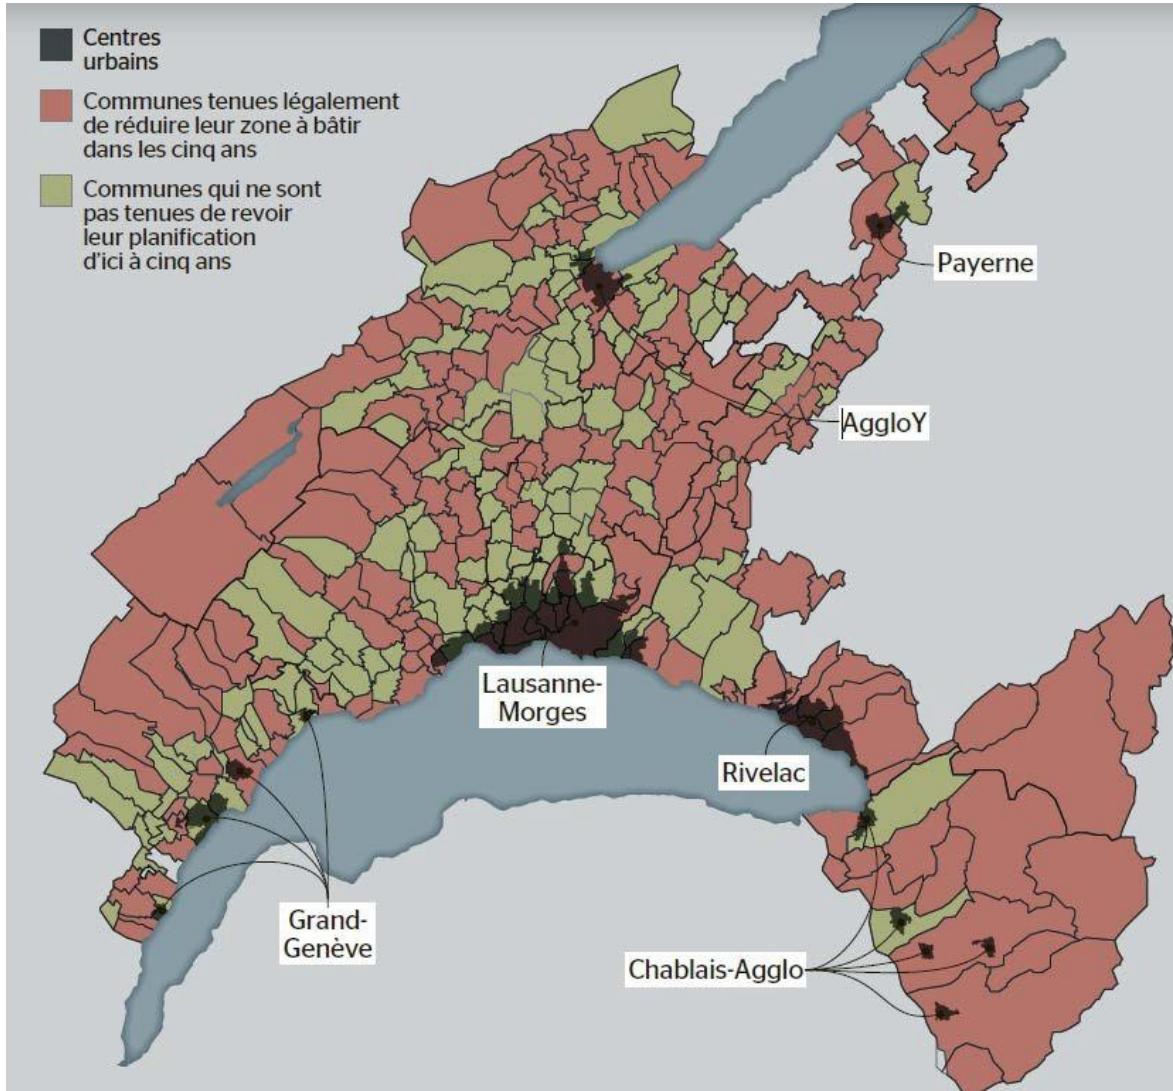 Centres
urbains
Communes tenues légalement
de réduire leur zone à bâtir
dans les cinq ans
Communes qui ne sont
pas tenues de revoir
leur planification
d'ici à cinq ans
Payerne
AggloY
Lausanne-
Morges
Rivelac
Grand-
Genève
Chablais-Agglo